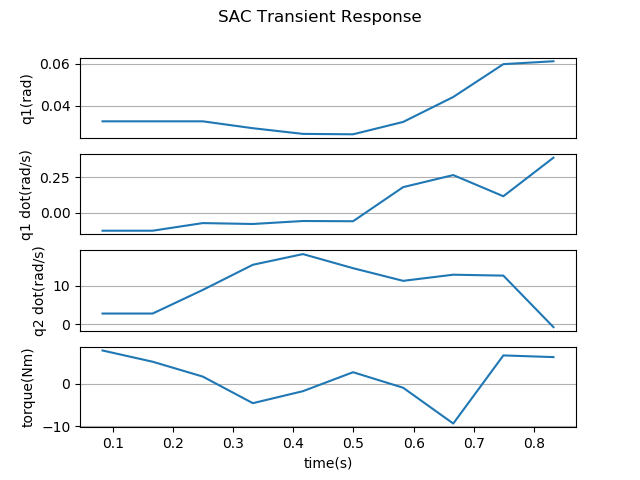 SAC Transient Response
q1(rad)
0.06
0.04
q1 dot(rad/s)
0.25
0.00
q2 dot(rad/s)
10
0
torque(Nm)
0
−10
0.1 0.2 0.3 0.4 0.5 0.6 0.7 0.8
time(s)